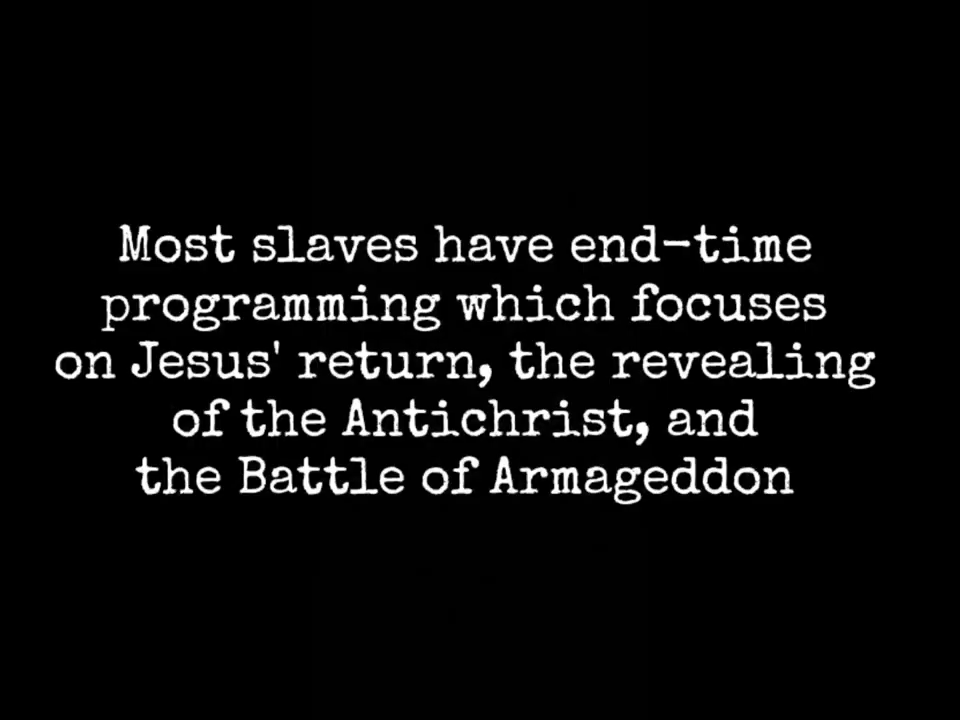 Most slaves have end-time
programming which focuses
on Jesus' return, the revealing
of the Antichrist, and
the Battle of Armageddon